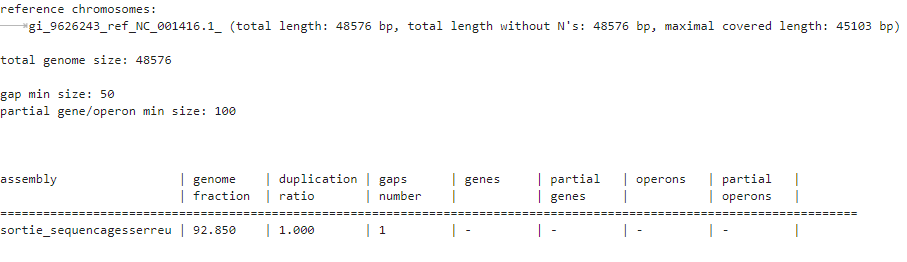 reference chromosomes:
gi_9626243_ref_NC_001416.1_ (total length: 48576 bp, total length without N's: 48576 bp, maximal covered length: 45103 bp)
total genome size: 48576
gap min size: 50
partial gene/operon min size: 100
assembly | genome | duplication | gaps | genes | partial | operons | partial |
| fraction | ratio | number | | genes | | operons |
==========================================================================================
sortie_sequencagesserreu | 92.850 | 1.000 | 1 | - | - | - | - |